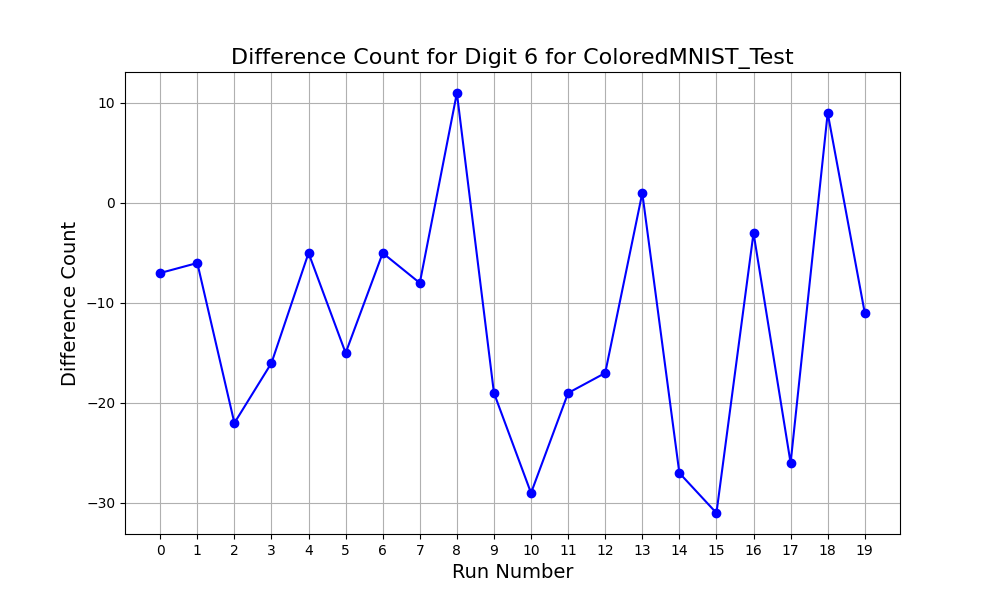 Difference Count for Digit 6 for ColoredMNIST_Test
Difference Count
10
0
−10
−20
−30
0 1 2 3 4 5 6 7 8 9 10 11 12 13 14 15 16 17 18 19
Run Number